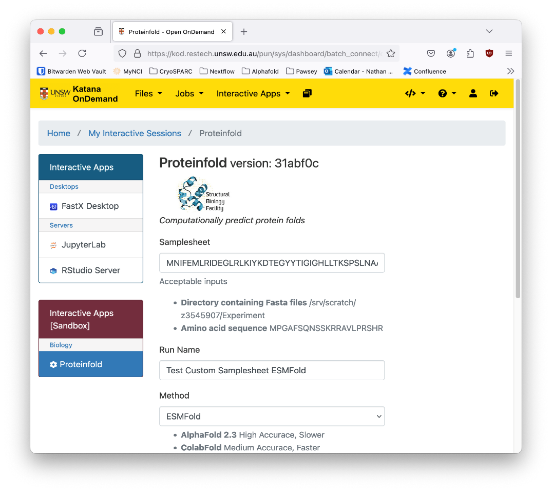 Proteinfold - Open OnDemand
https://kod.restech.unsw.edu.au/pun/sys/dashboard/batch_connect/
Bitwarden Web Vault MyNCI CryoSPARC Nextflow Alphafold Pawsey Calendar - Nathan ... Confluence
UNSW Katana OnDemand Files Jobs Interactive Apps
Home / My Interactive Sessions / Proteinfold
Interactive Apps
Desktops
FastX Desktop
Servers
JupyterLab
RStudio Server
Interactive Apps
[Sandbox]
Biology
Proteinfold
Proteinfold version: 31abf0c
Structural
Biology
Facility
Computationally predict protein folds
Samplesheet
MNIFEMLRIDEGLRLKIYKDTEGYYTIGIGHLLTKSPSLNA
Acceptable inputs
• Directory containing Fasta files /srv/scratch/
z3545907/Experiment
• Amino acid sequence MPGAFSQNSSKRRAVLPRSHR
Run Name
Test Custom Samplesheet ESMFold
Method
ESMFold
• AlphaFold 2.3 High Accurace, Slower
• ColabFold Medium Accurace, Faster